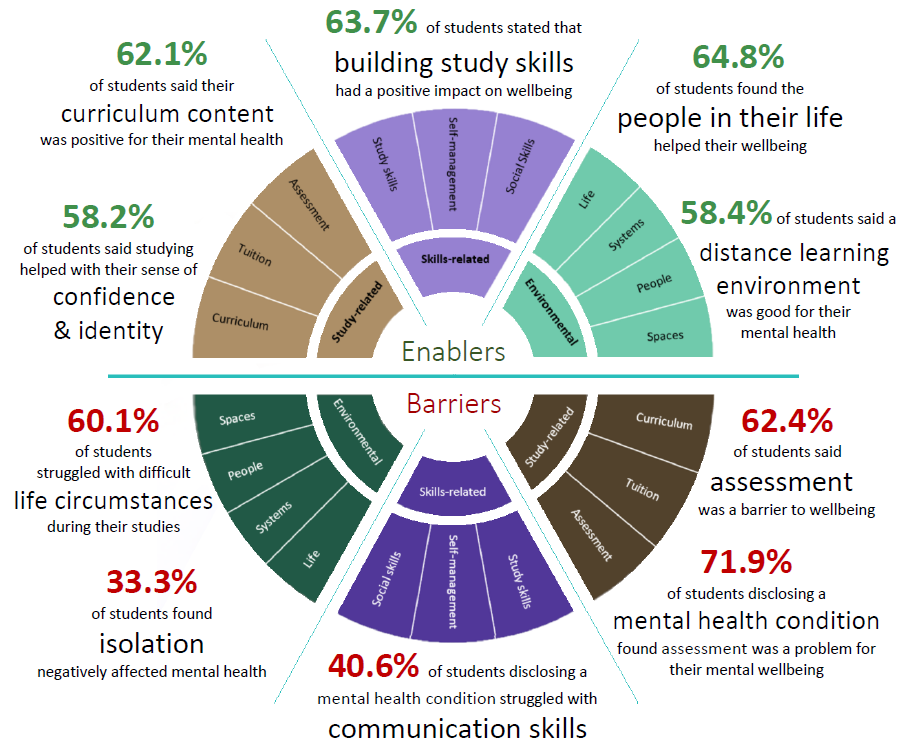 63.7% of students stated that
building study skills
had a positive impact on wellbeing
62.1%
of students said their
curriculum content
was positive for their mental health
64.8%
of students found the
people in their life
helped their wellbeing
58.2%
of students said studying
helped with their sense of
confidence
& identity
58.4% of students said a
distance learning
environment
was good for their
mental health
Curriculum
Tuition
Assessment
Study-related
Study skills
Self-management
Social Skills
Skills-related
Life
Systems
People
Spaces
Environmental
Enablers
Barriers
Spaces
People
Systems
Life
Environmental
Social skills
Self-management
Study skills
Skills-related
Curriculum
Tuition
Assessment
Study-related
60.1%
of students
struggled with difficult
life circumstances
during their studies
62.4%
of students said
assessment
was a barrier to wellbeing
33.3%
of students found
isolation
negatively affected mental health
71.9%
of students disclosing a
mental health condition
found assessment was a problem for
their mental wellbeing
40.6% of students disclosing a
mental health condition struggled with
communication skills